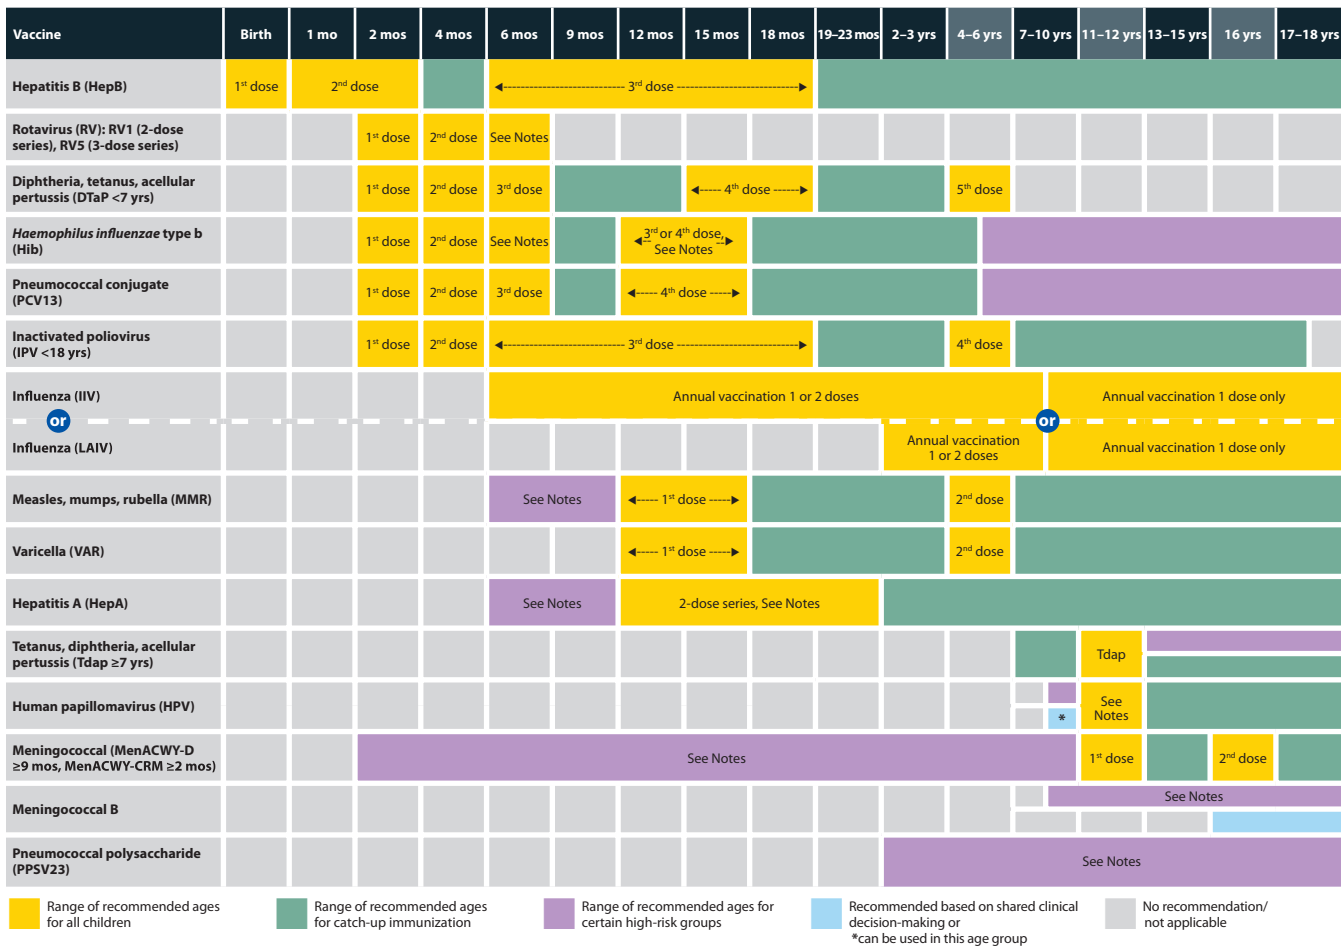 Vaccine Birth 1 mo 2 mos 4 mos 6 mos 9 mos 12 mos 15 mos 18 mos 19–23 mos 2–3 yrs 4–6 yrs 7–10 yrs 11–12 yrs 13–15 yrs 16 yrs 17–18 yrs
Hepatitis B (HepB) 1st dose 2nd dose 3rd dose
Rotavirus (RV): RV1 (2-dose
series), RV5 (3-dose series)
1st dose 2nd dose See Notes
Diphtheria, tetanus, acellular
pertussis (DTaP <7 yrs)
1st dose 2nd dose 3rd dose 4th dose 5th dose
Haemophilus influenzae type b
(Hib)
1st dose 2nd dose See Notes
3rd or 4th dose,
See Notes
Pneumococcal conjugate
(PCV13)
1st dose 2nd dose 3rd dose 4th dose
Inactivated poliovirus
(IPV <18 yrs)
1st dose 2nd dose 3rd dose 4th dose
Influenza (IIV) Annual vaccination 1 or 2 doses Annual vaccination 1 dose only
or or
Influenza (LAIV)
Annual vaccination
1 or 2 doses
Annual vaccination 1 dose only
Measles, mumps, rubella (MMR) See Notes 1st dose 2nd dose
Varicella (VAR) 1st dose 2nd dose
Hepatitis A (HepA) See Notes 2-dose series, See Notes
Tetanus, diphtheria, acellular
pertussis (Tdap ≥7 yrs)
Tdap
Human papillomavirus (HPV)
*
See
Notes
Meningococcal (MenACWY-D
≥9 mos, MenACWY-CRM ≥2 mos)
See Notes 1st dose 2nd dose
Meningococcal B See Notes
Pneumococcal polysaccharide
(PPSV23)
See Notes
Range of recommended ages
for all children
Range of recommended ages
for catch-up immunization
Range of recommended ages for
certain high-risk groups
Recommended based on shared clinical
decision-making or
*can be used in this age group
No recommendation/
not applicable